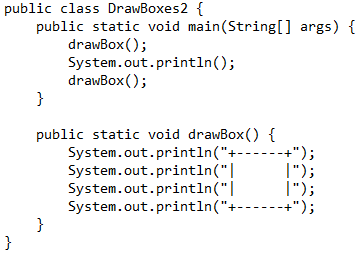 public class DrawBoxes2 {
    public static void main(String[] args) {
        drawBox();
        System.out.println();
        drawBox();
    }

    public static void drawBox() {
        System.out.println("+------+");
        System.out.println("|      |");
        System.out.println("|      |");
        System.out.println("+------+");
    }
}